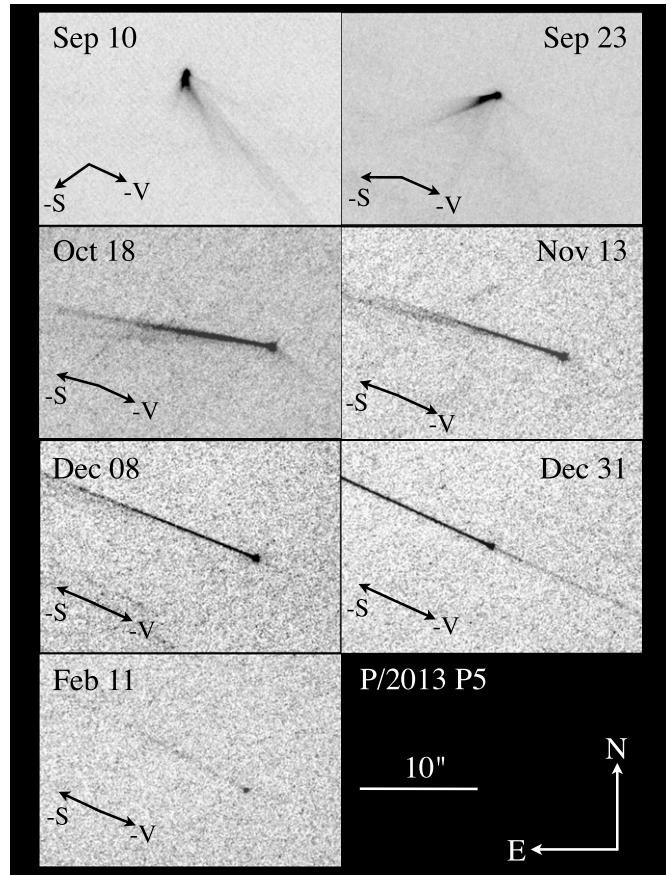 Sep 10
-S
-V
Sep 23
-S
-V
Oct 18
-S
-V
Nov 13
-S
-V
Dec 08
-S
-V
Dec 31
-S
-V
Feb 11
-S
-V
P/2013 P5
10"
N
E